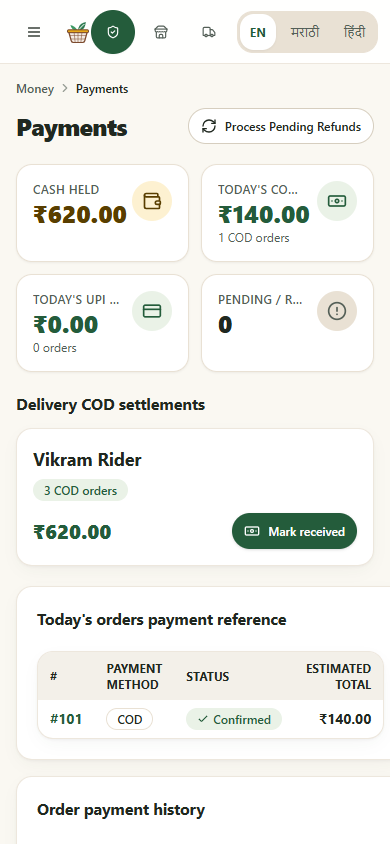 EN मराठी हिंदी
Money Payments
Payments
Process Pending Refunds
CASH HELD
₹620.00
TODAY'S CO...
₹140.00
1 COD orders
TODAY'S UPI ...
₹0.00
0 orders
PENDING / R...
0
Delivery COD settlements
Vikram Rider
3 COD orders
₹620.00
Mark received
Today's orders payment reference
# PAYMENT METHOD STATUS ESTIMATED TOTAL
#101 COD Confirmed ₹140.00
Order payment history